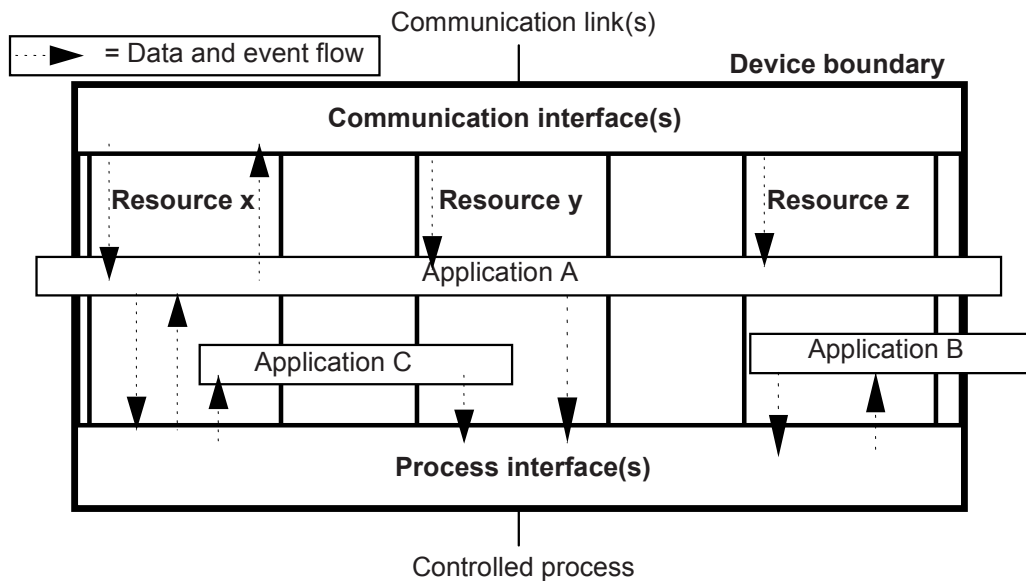 Communication link(s)
= Data and event flow
Device boundary
Communication interface(s)
Resource x
Resource y
Resource z
Application A
Application B
Application C
Process interface(s)
Controlled process